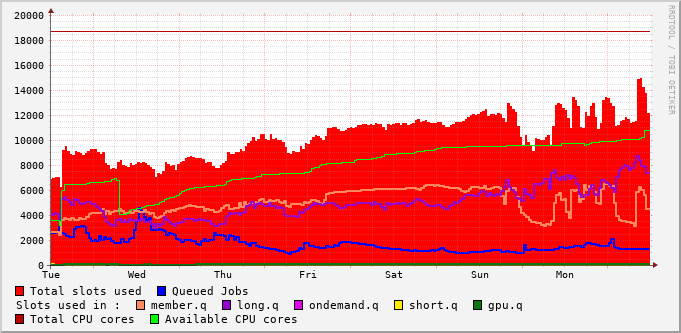 20000
18000
16000
14000
12000
10000
8000
6000
4000
2000
0
Tue Wed Thu Fri Sat Sun Mon
RRDTOOL / TOBI OETIKER
Total slots used Queued Jobs
Slots used in : member.q long.q ondemand.q short.q gpu.q
Total CPU cores Available CPU cores